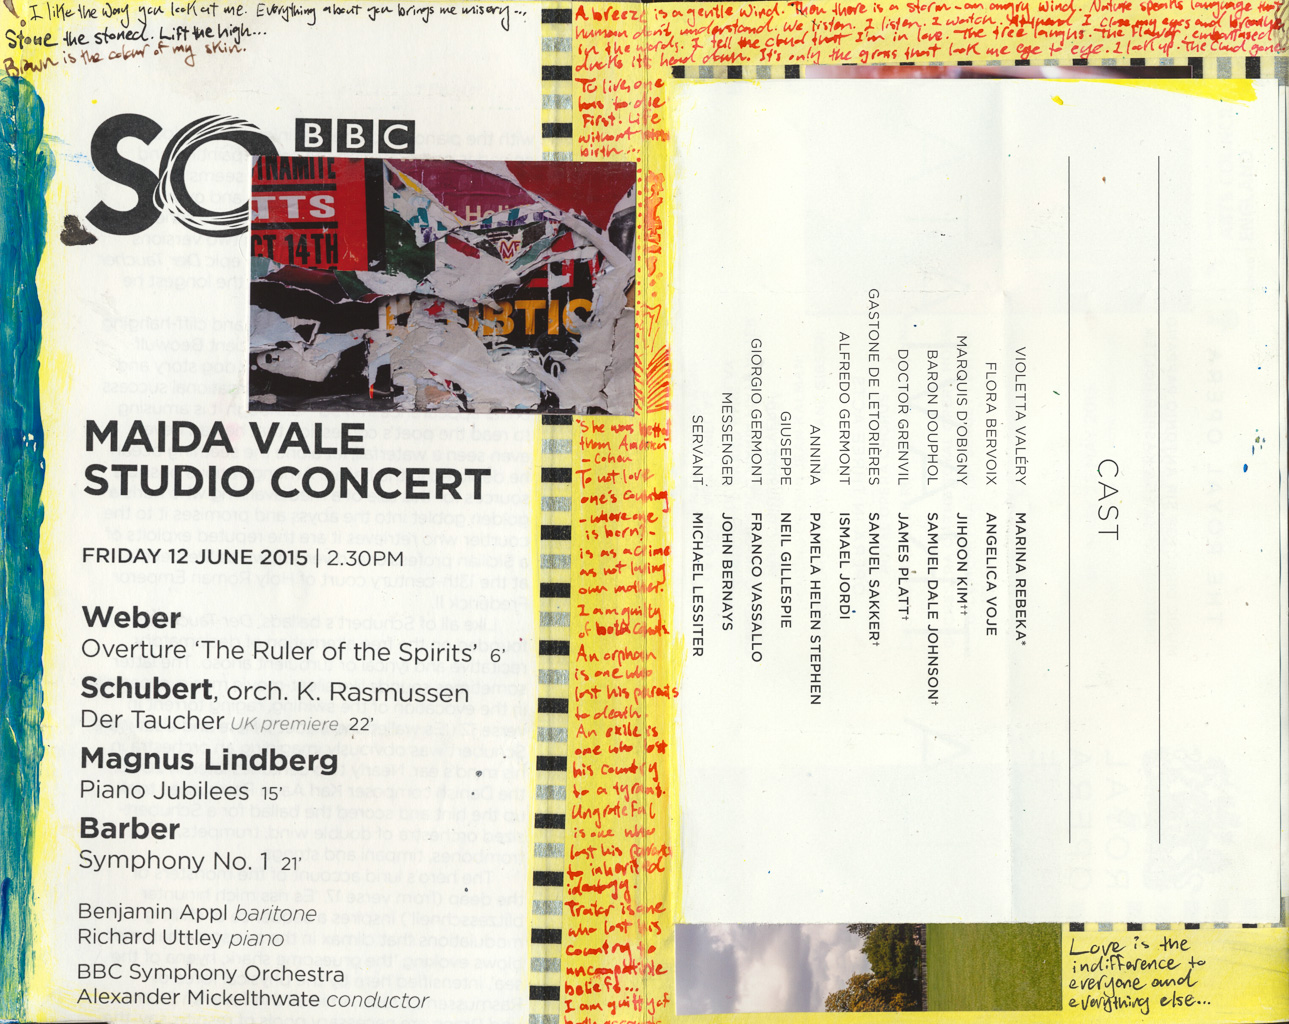 I like the way you look at me. Everything about you brings me misery...
Stone the stoned. Lift the high...
Brown is the colour of my skin.
SO BBC
NAMITE
TTS
CT 14TH
MAIDA VALE
STUDIO CONCERT
FRIDAY 12 JUNE 2015 | 2.30PM
Weber
Overture ‘The Ruler of the Spirits’ 6’
Schubert, orch. K. Rasmussen
Der Taucher UK premiere 22’
Magnus Lindberg
Piano Jubilees 15’
Barber
Symphony No. 1 21’
Benjamin Appl baritone
Richard Uttley piano
BBC Symphony Orchestra
Alexander Mickelthwate conductor
A breeze is a gentle wind. Then there is a storm - an angry wind. Nature speaks language that
human don't understand. We listen. I listen. I watch. I close my eyes and breathe
in the words. I tell the cloud that I'm in love. The tree laughs. The flower, embarrassed
ducks its head down. It's only the grass that look me eye to eye. I look up. The cloud gone
To live one
has to die
First. Live
without
birth...
"She was better
than America"
- Cohen
To not love
one's country
- where one
is born -
is as a crime
as not loving
own mother.
I am guilty
of both counts
An orphan
is one who
lost his parents
to death.
An exile is
one who lost
his country
to a tyrant.
Ungrateful
is one who
lost his parents
to inherited
ideology.
Traitor is one
who lost his
country to
uncompatible
beliefs...
I am guilty of
CAST
VIOLETTA VALÉRY MARINA REBEKA*
FLORA BERVOIX ANGELICA VOJE
MARQUIS D'OBIGNY JIHOON KIM††
BARON DOUPHOL SAMUEL DALE JOHNSON†
DOCTOR GRENVIL JAMES PLATT†
GASTONE DE LETORIÈRES SAMUEL SAKKER†
ALFREDO GERMONT ISMAEL JORDI
ANNINA PAMELA HELEN STEPHEN
GIUSEPPE NEIL GILLESPIE
GIORGIO GERMONT FRANCO VASSALLO
MESSENGER JOHN BERNAYS
SERVANT MICHAEL LESSITER
Love is the
indifference to
everyone and
everything else...